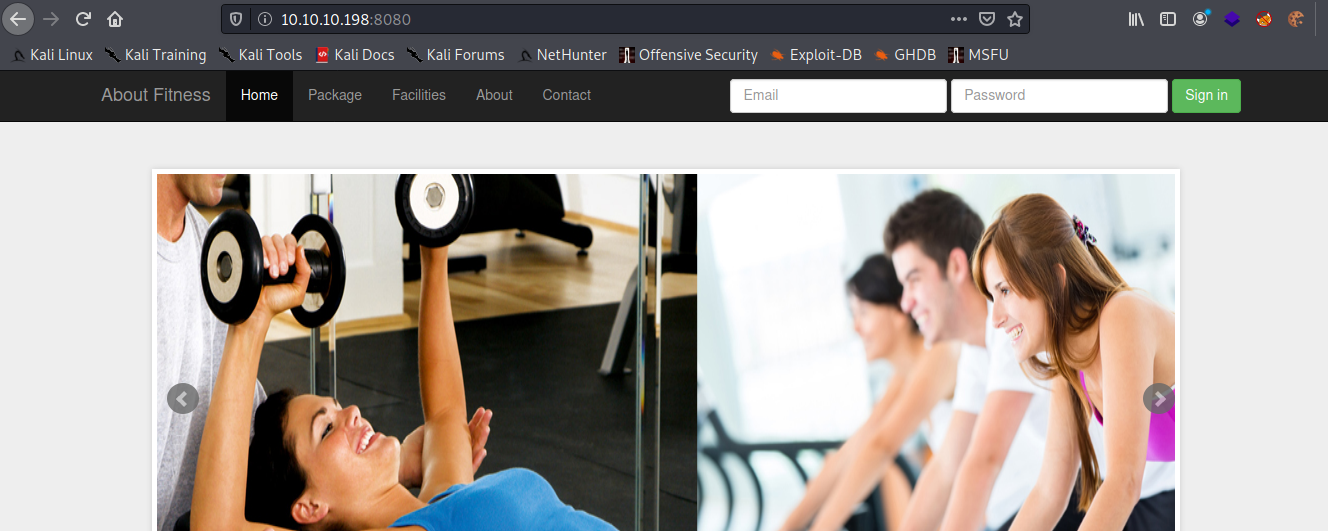 10.10.10.198:8080
Kali Linux Kali Training Kali Tools Kali Docs Kali Forums NetHunter Offensive Security Exploit-DB GHDB MSFU
About Fitness Home Package Facilities About Contact Email Password Sign in